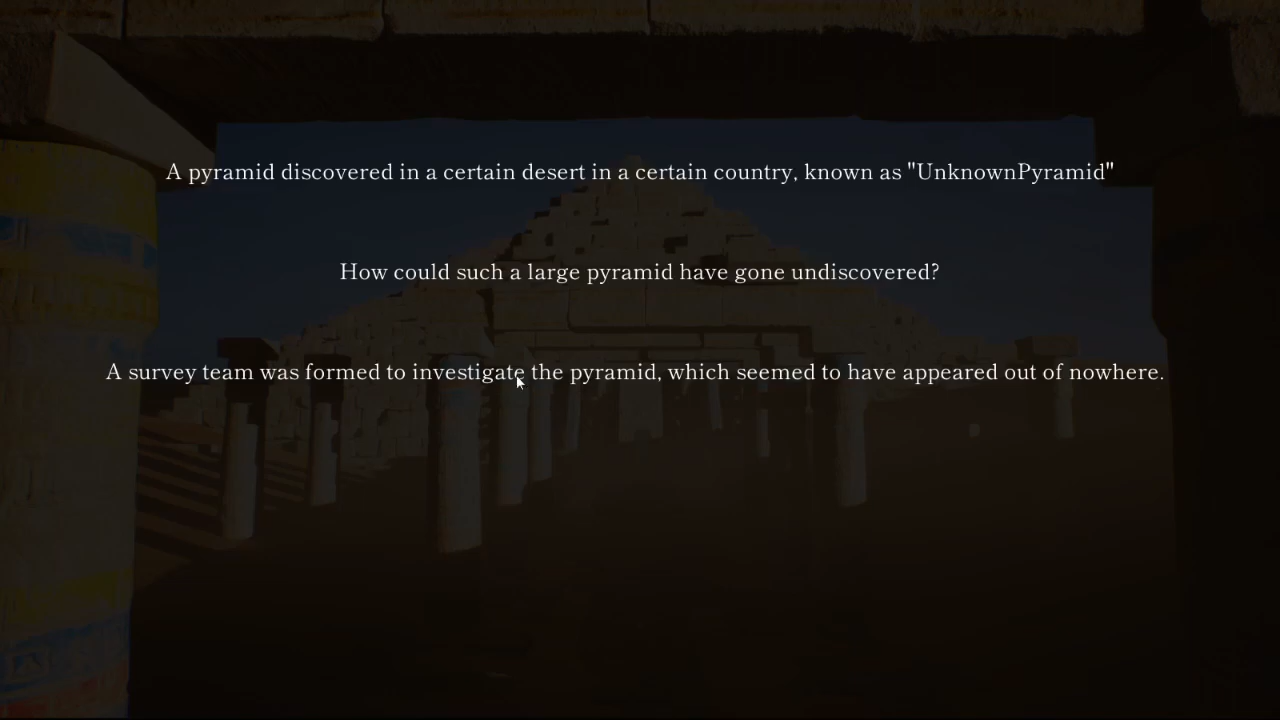 A pyramid discovered in a certain desert in a certain country, known as "UnknownPyramid"
How could such a large pyramid have gone undiscovered?
A survey team was formed to investigate the pyramid, which seemed to have appeared out of nowhere.